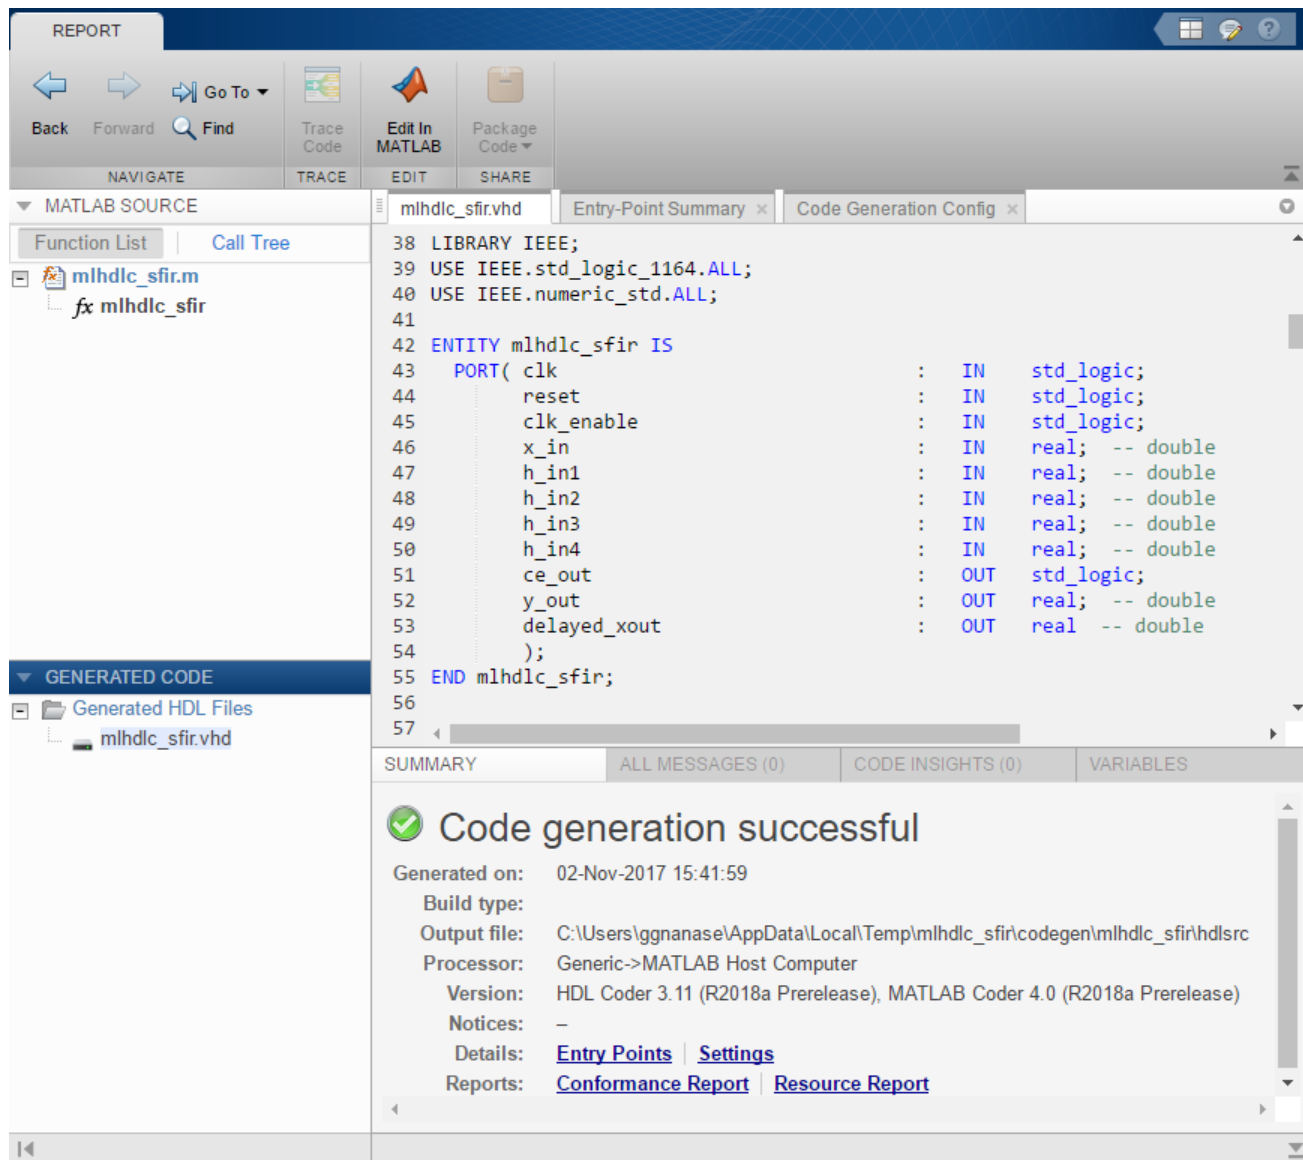 REPORT
Back
Forward
Go To
Find
Trace Code
Edit In MATLAB
Package Code
NAVIGATE
TRACE
EDIT
SHARE
MATLAB SOURCE
Function List
Call Tree
mlhdlc_sfir.m
fx mlhdlc_sfir
GENERATED CODE
Generated HDL Files
mlhdlc_sfir.vhd
mlhdlc_sfir.vhd
Entry-Point Summary ×
Code Generation Config ×
38 LIBRARY IEEE;
39 USE IEEE.std_logic_1164.ALL;
40 USE IEEE.numeric_std.ALL;
41
42 ENTITY mlhdlc_sfir IS
43 PORT( clk : IN std_logic;
44 reset : IN std_logic;
45 clk_enable : IN std_logic;
46 x_in : IN real; -- double
47 h_in1 : IN real; -- double
48 h_in2 : IN real; -- double
49 h_in3 : IN real; -- double
50 h_in4 : IN real; -- double
51 ce_out : OUT std_logic;
52 y_out : OUT real; -- double
53 delayed_xout : OUT real -- double
54 );
55 END mlhdlc_sfir;
56
57
SUMMARY
ALL MESSAGES (0)
CODE INSIGHTS (0)
VARIABLES
Code generation successful
Generated on: 02-Nov-2017 15:41:59
Build type:
Output file: C:\Users\ggnanase\AppData\Local\Temp\mlhdlc_sfir\codegen\mlhdlc_sfir\hdlsrc
Processor: Generic->MATLAB Host Computer
Version: HDL Coder 3.11 (R2018a Prerelease), MATLAB Coder 4.0 (R2018a Prerelease)
Notices: –
Details: Entry Points | Settings
Reports: Conformance Report | Resource Report